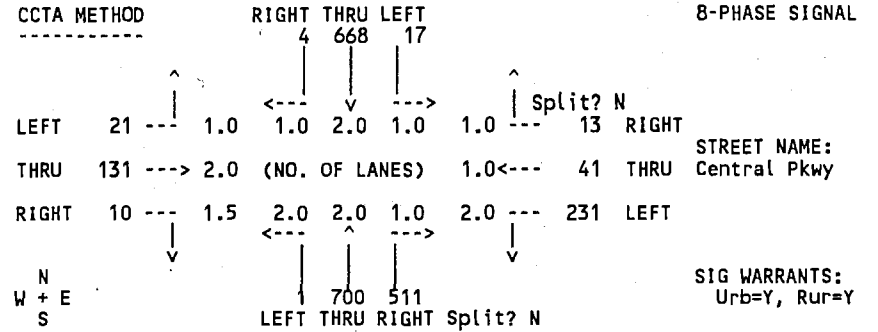 CCTA METHOD RIGHT THRU LEFT 8-PHASE SIGNAL
----------- 4 668 17
^ ^
<--- v ---> Split? N
LEFT 21 --- 1.0 1.0 2.0 1.0 1.0 --- 13 RIGHT
STREET NAME:
THRU 131 ---> 2.0 (NO. OF LANES) 1.0<--- 41 THRU Central Pkwy
RIGHT 10 --- 1.5 2.0 2.0 1.0 2.0 --- 231 LEFT
<--- ^ --->
v v
N SIG WARRANTS:
W + E 1 700 511 Urb=Y, Rur=Y
S LEFT THRU RIGHT Split? N